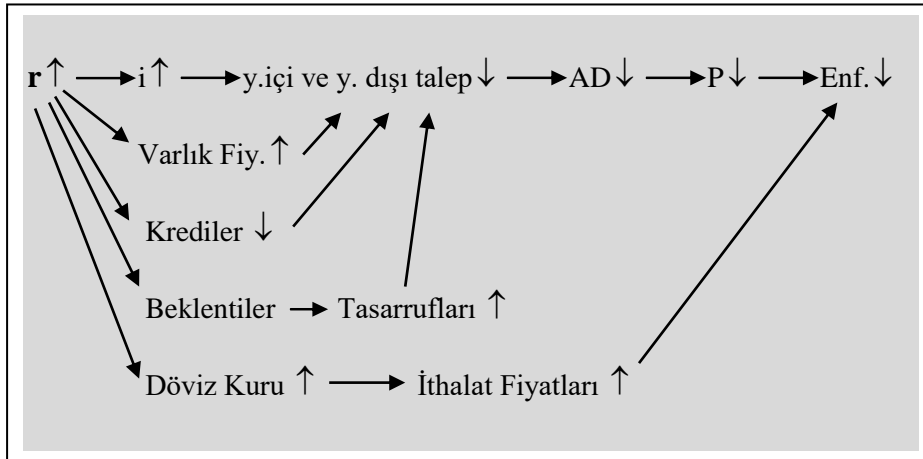 r↑ → i↑ → y.içi ve y. dışı talep↓ → AD↓ → P↓ → Enf.↓
Varlık Fiy.↑
Krediler ↓
Beklentiler → Tasarrufları ↑
Döviz Kuru ↑ → İthalat Fiyatları ↑